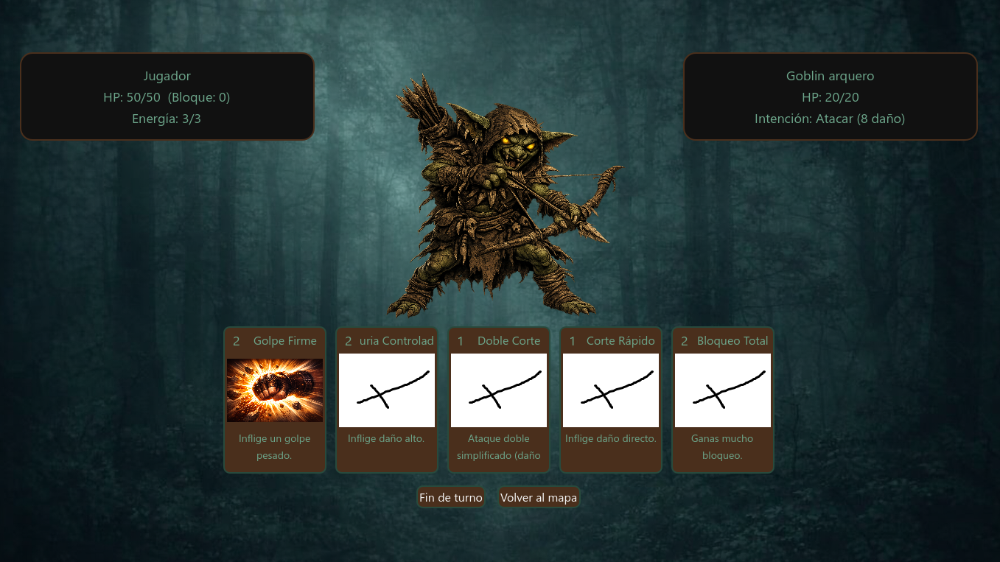 Jugador
HP: 50/50 (Bloque: 0)
Energía: 3/3
Goblin arquero
HP: 20/20
Intención: Atacar (8 daño)
2 Golpe Firme
Inflige un golpe
pesado.
2 uria Controlad
Inflige daño alto.
1 Doble Corte
Ataque doble
simplificado (daño
1 Corte Rápido
Inflige daño directo.
2 Bloqueo Total
Ganas mucho
bloqueo.
Fin de turno
Volver al mapa